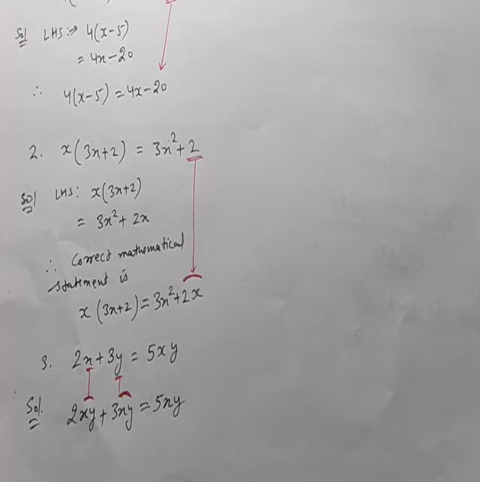 Sol LHS:⇒ 4(x-5)
= 4x-20
∴ 4(x-5) = 4x-20
2. x(3x+2) = 3x²+2
Sol LHS: x(3x+2)
= 3x²+2x
∴ Correct mathematical
statement is
x(3x+2) = 3x²+2x
3. 2x+3y = 5xy
Sol. 2xy+3xy = 5xy